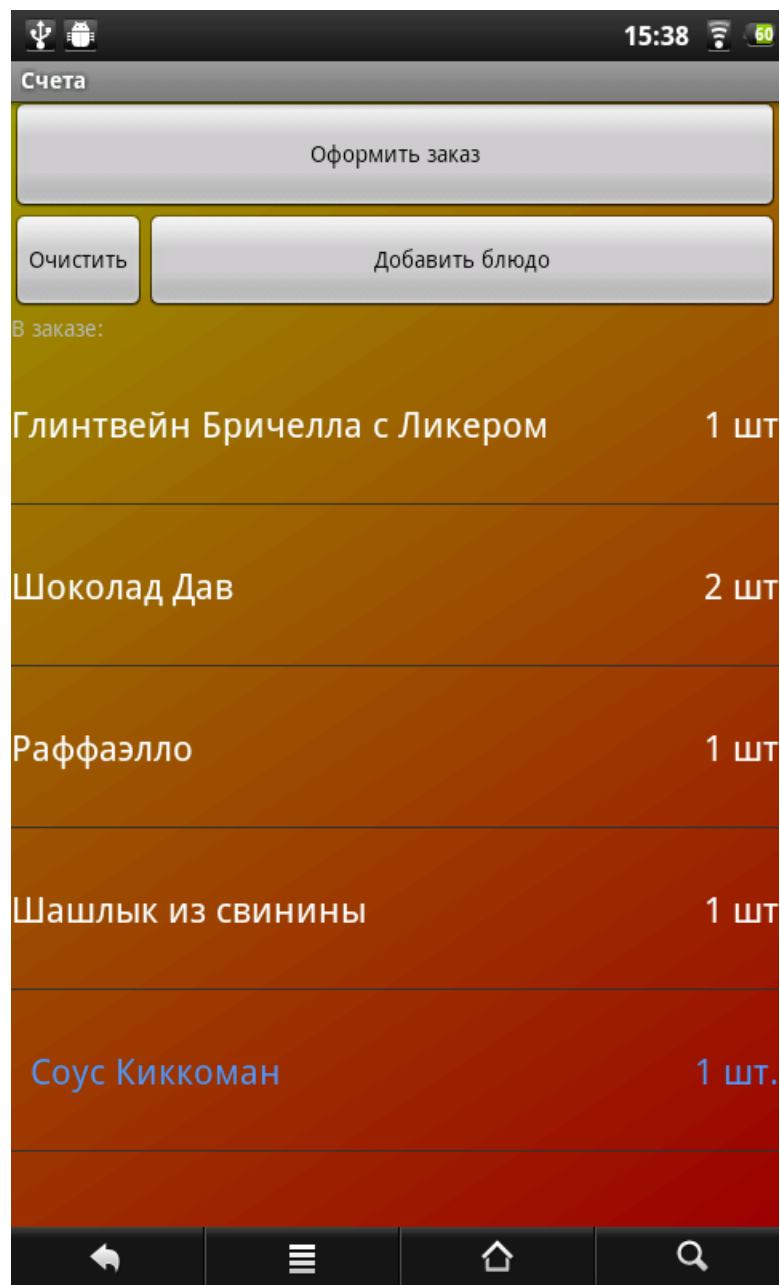 15:38 60
Счета
Оформить заказ
Очистить Добавить блюдо
В заказе:
Глинтвейн Бричелла с Ликером 1 шт
Шоколад Дав 2 шт
Раффаэлло 1 шт
Шашлык из свинины 1 шт
Соус Киккоман 1 шт.